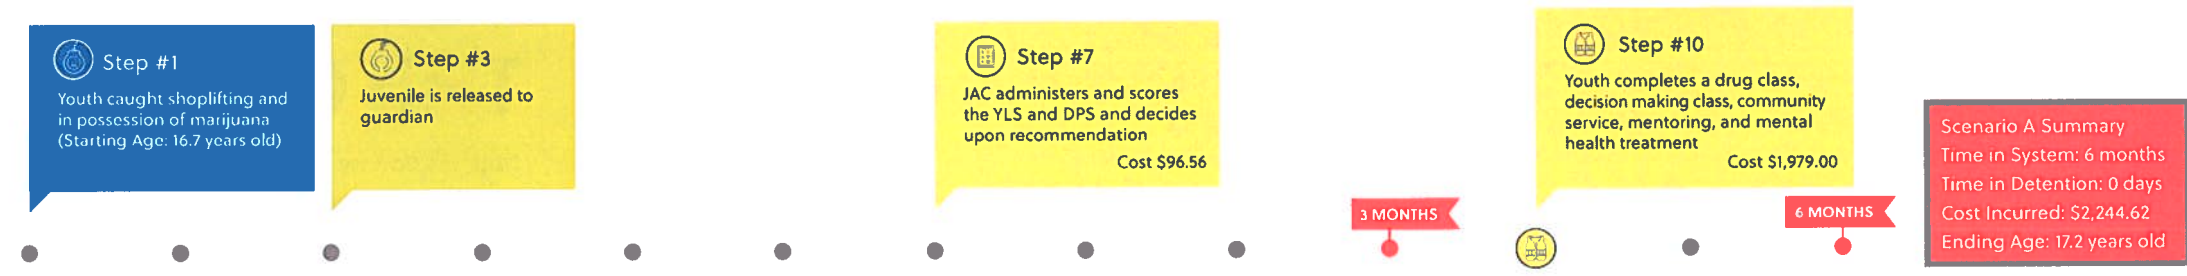 Step #1
Youth caught shoplifting and
in possession of marijuana
(Starting Age: 16.7 years old)
Step #3
Juvenile is released to
guardian
Step #7
JAC administers and scores
the YLS and DPS and decides
upon recommendation
Cost $96.56
3 MONTHS
Step #10
Youth completes a drug class,
decision making class, community
service, mentoring, and mental
health treatment
Cost $1,979.00
6 MONTHS
Scenario A Summary
Time in System: 6 months
Time in Detention: 0 days
Cost Incurred: $2,244.62
Ending Age: 17.2 years old